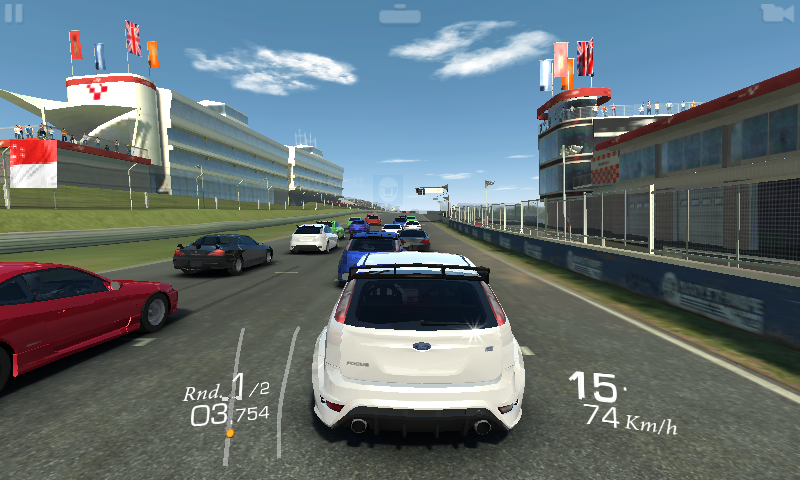 FOCUS
Rnd. 1/2
03.754
15.
74 Km/h